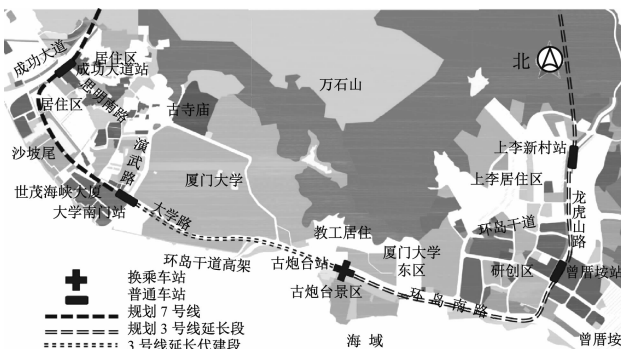 成功大道
居住区
成功大道站
思明南路
居住区
古寺庙
万石山
北
沙坡尾
演武路
世茂海峡大厦
大学南门站
大学路
厦门大学
上李新村站
上李居住区
龙虎山路
环岛干道
教工居住
厦门大学
东区
环岛干道高架
古炮台站
古炮台景区
环岛南路
研创区
曾厝垵站
曾厝垵
海域
换乘车站
普通车站
规划7号线
规划3号线延长段
3号线延长代建段